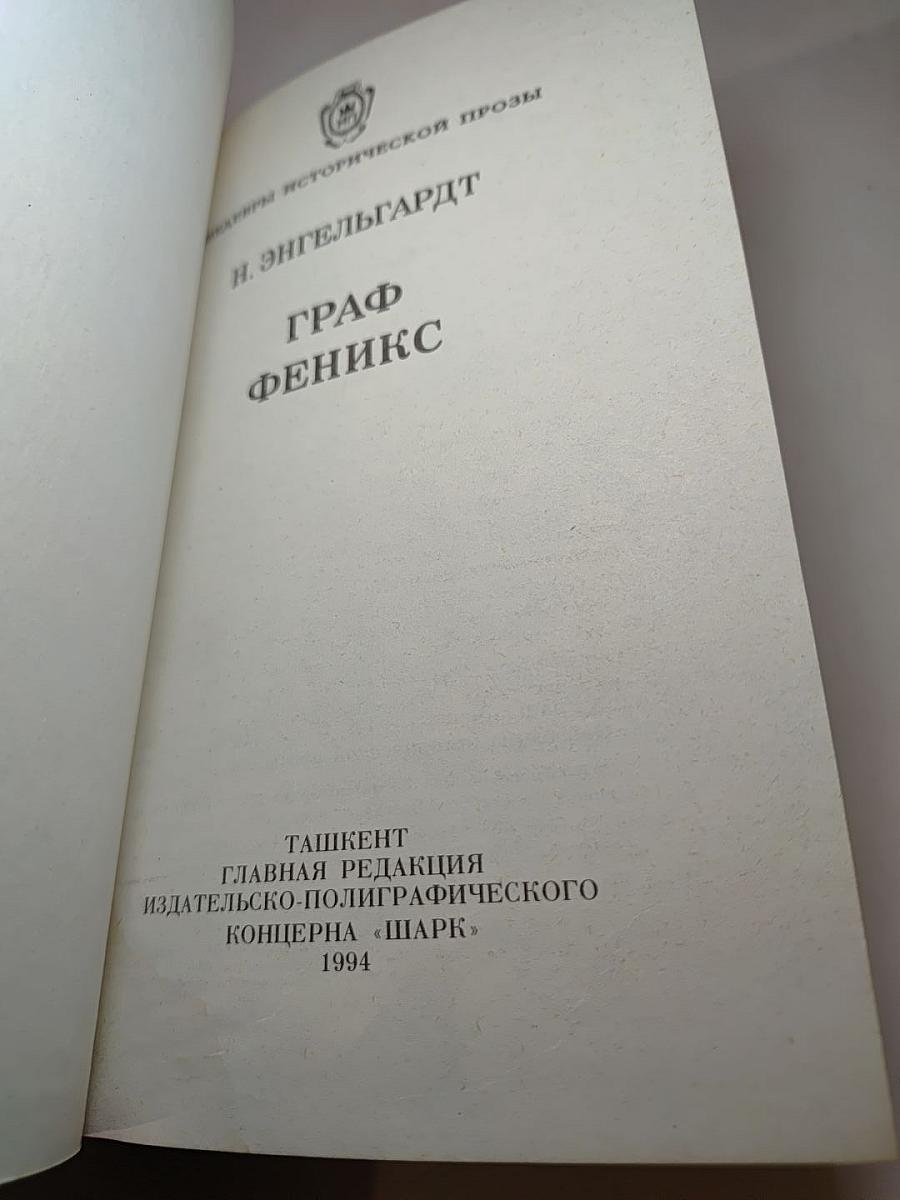 ИСТОРИЧЕСКОЙ ПРОЗЫ
Н. ЭНГЕЛЬГАРДТ
ГРАФ
ФЕНИКС
ТАШКЕНТ
ГЛАВНАЯ РЕДАКЦИЯ
ИЗДАТЕЛЬСКО-ПОЛИГРАФИЧЕСКОГО
КОНЦЕРНА «ШАРК»
1994